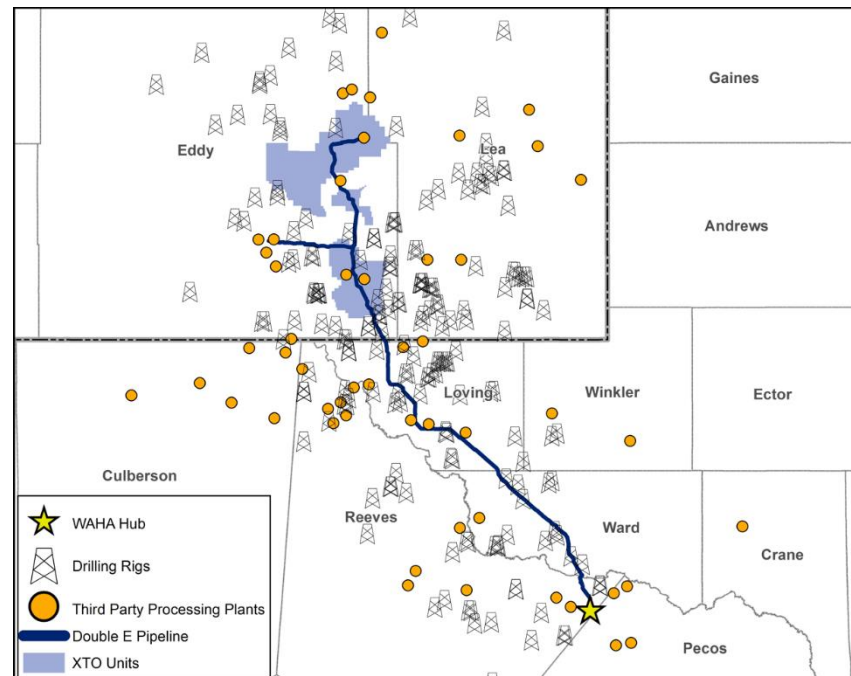 Gaines
Eddy
Lea
Andrews
Loving
Winkler
Ector
Culberson
Reeves
Ward
Crane
Pecos
WAHA Hub
Drilling Rigs
Third Party Processing Plants
Double E Pipeline
XTO Units